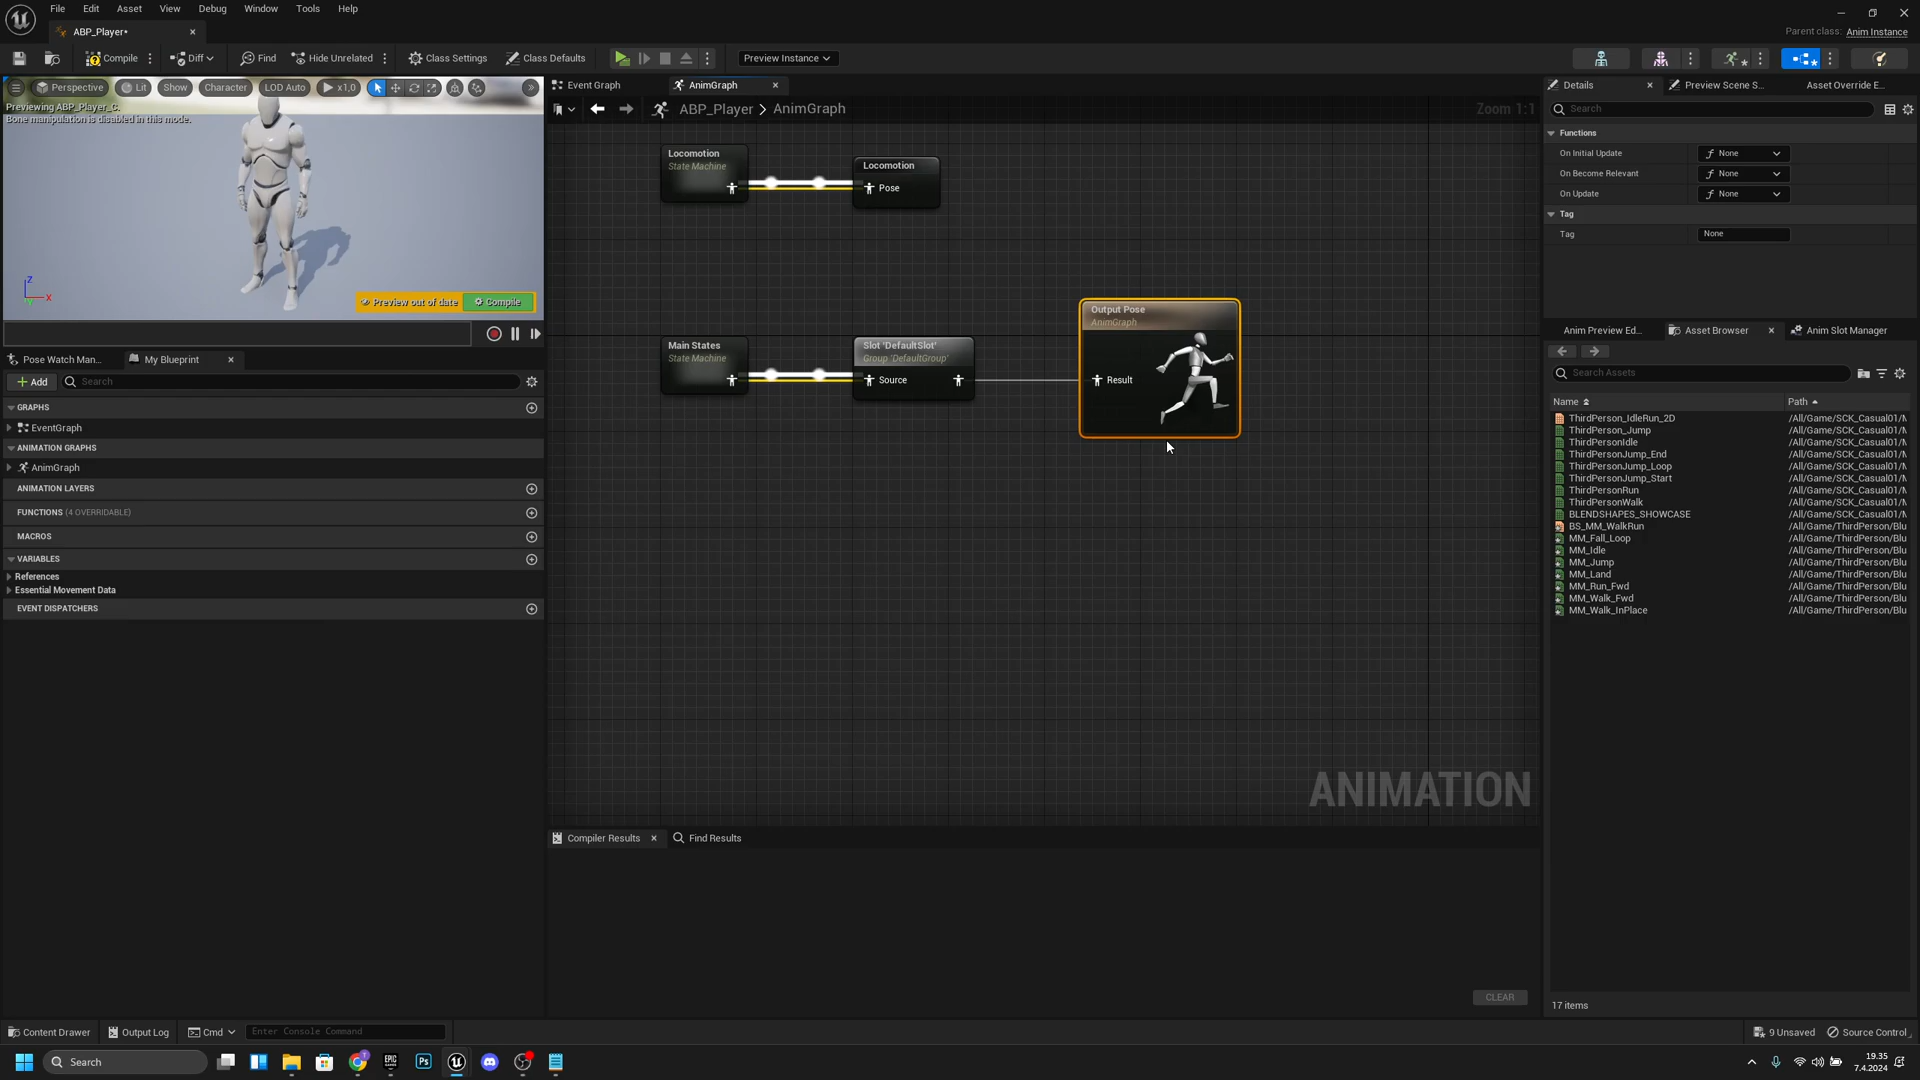 File Edit Asset View Debug Window Tools Help
ABP_Player•
Parent class: Anim Instance
Compile Diff Find Hide Unrelated Class Settings Class Defaults Preview Instance
Perspective Lit Show Character LOD Auto x1,0
Previewing ABP_Player_C.
Bone manipulation is disabled in this mode.
Z
X
Preview out of date Compile
Pose Watch Man... My Blueprint
Add Search
GRAPHS
EventGraph
ANIMATION GRAPHS
AnimGraph
ANIMATION LAYERS
FUNCTIONS (4 OVERRIDABLE)
MACROS
VARIABLES
References
Essential Movement Data
EVENT DISPATCHERS
Event Graph AnimGraph
ABP_Player > AnimGraph Zoom 1:1
Locomotion
State Machine
Locomotion
Pose
Main States
State Machine
Slot 'DefaultSlot'
Group 'DefaultGroup'
Source
Output Pose
AnimGraph
Result
ANIMATION
Compiler Results Find Results
CLEAR
Details Preview Scene S... Asset Override E...
Search
Functions
On Initial Update None
On Become Relevant None
On Update None
Tag
Tag None
Anim Preview Ed... Asset Browser Anim Slot Manager
Search Assets
Name Path
ThirdPerson_IdleRun_2D /All/Game/SCK_Casual01/
ThirdPerson_Jump /All/Game/SCK_Casual01/
ThirdPersonIdle /All/Game/SCK_Casual01/
ThirdPersonJump_End /All/Game/SCK_Casual01/
ThirdPersonJump_Loop /All/Game/SCK_Casual01/
ThirdPersonJump_Start /All/Game/SCK_Casual01/
ThirdPersonRun /All/Game/SCK_Casual01/
ThirdPersonWalk /All/Game/SCK_Casual01/
BLENDSHAPES_SHOWCASE /All/Game/SCK_Casual01/
BS_MM_WalkRun /All/Game/ThirdPerson/Blu
MM_Fall_Loop /All/Game/ThirdPerson/Blu
MM_Idle /All/Game/ThirdPerson/Blu
MM_Jump /All/Game/ThirdPerson/Blu
MM_Land /All/Game/ThirdPerson/Blu
MM_Run_Fwd /All/Game/ThirdPerson/Blu
MM_Walk_Fwd /All/Game/ThirdPerson/Blu
MM_Walk_InPlace /All/Game/ThirdPerson/Blu
17 items
Content Drawer Output Log Cmd Enter Console Command 9 Unsaved Source Control
Search EPIC GAMES Ps 19.35
7.4.2024